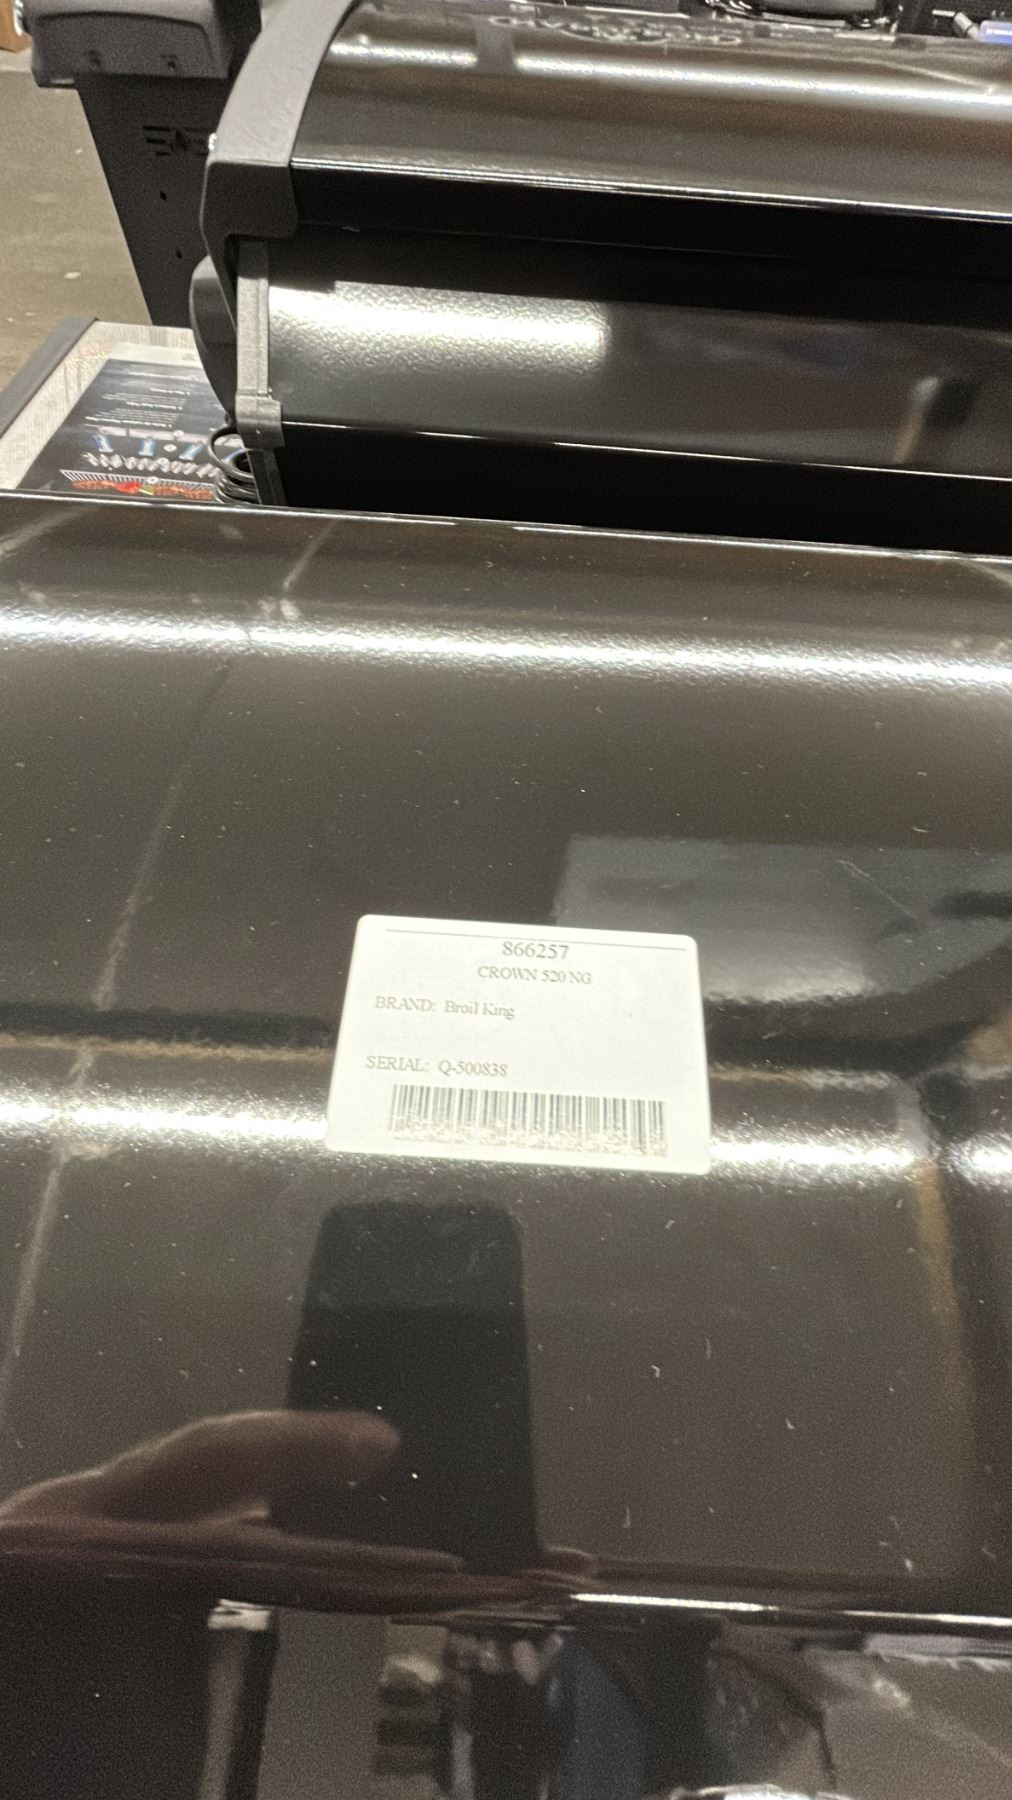 866257
CROWN 520 NG
BRAND: Broil King
SERIAL: Q-500838